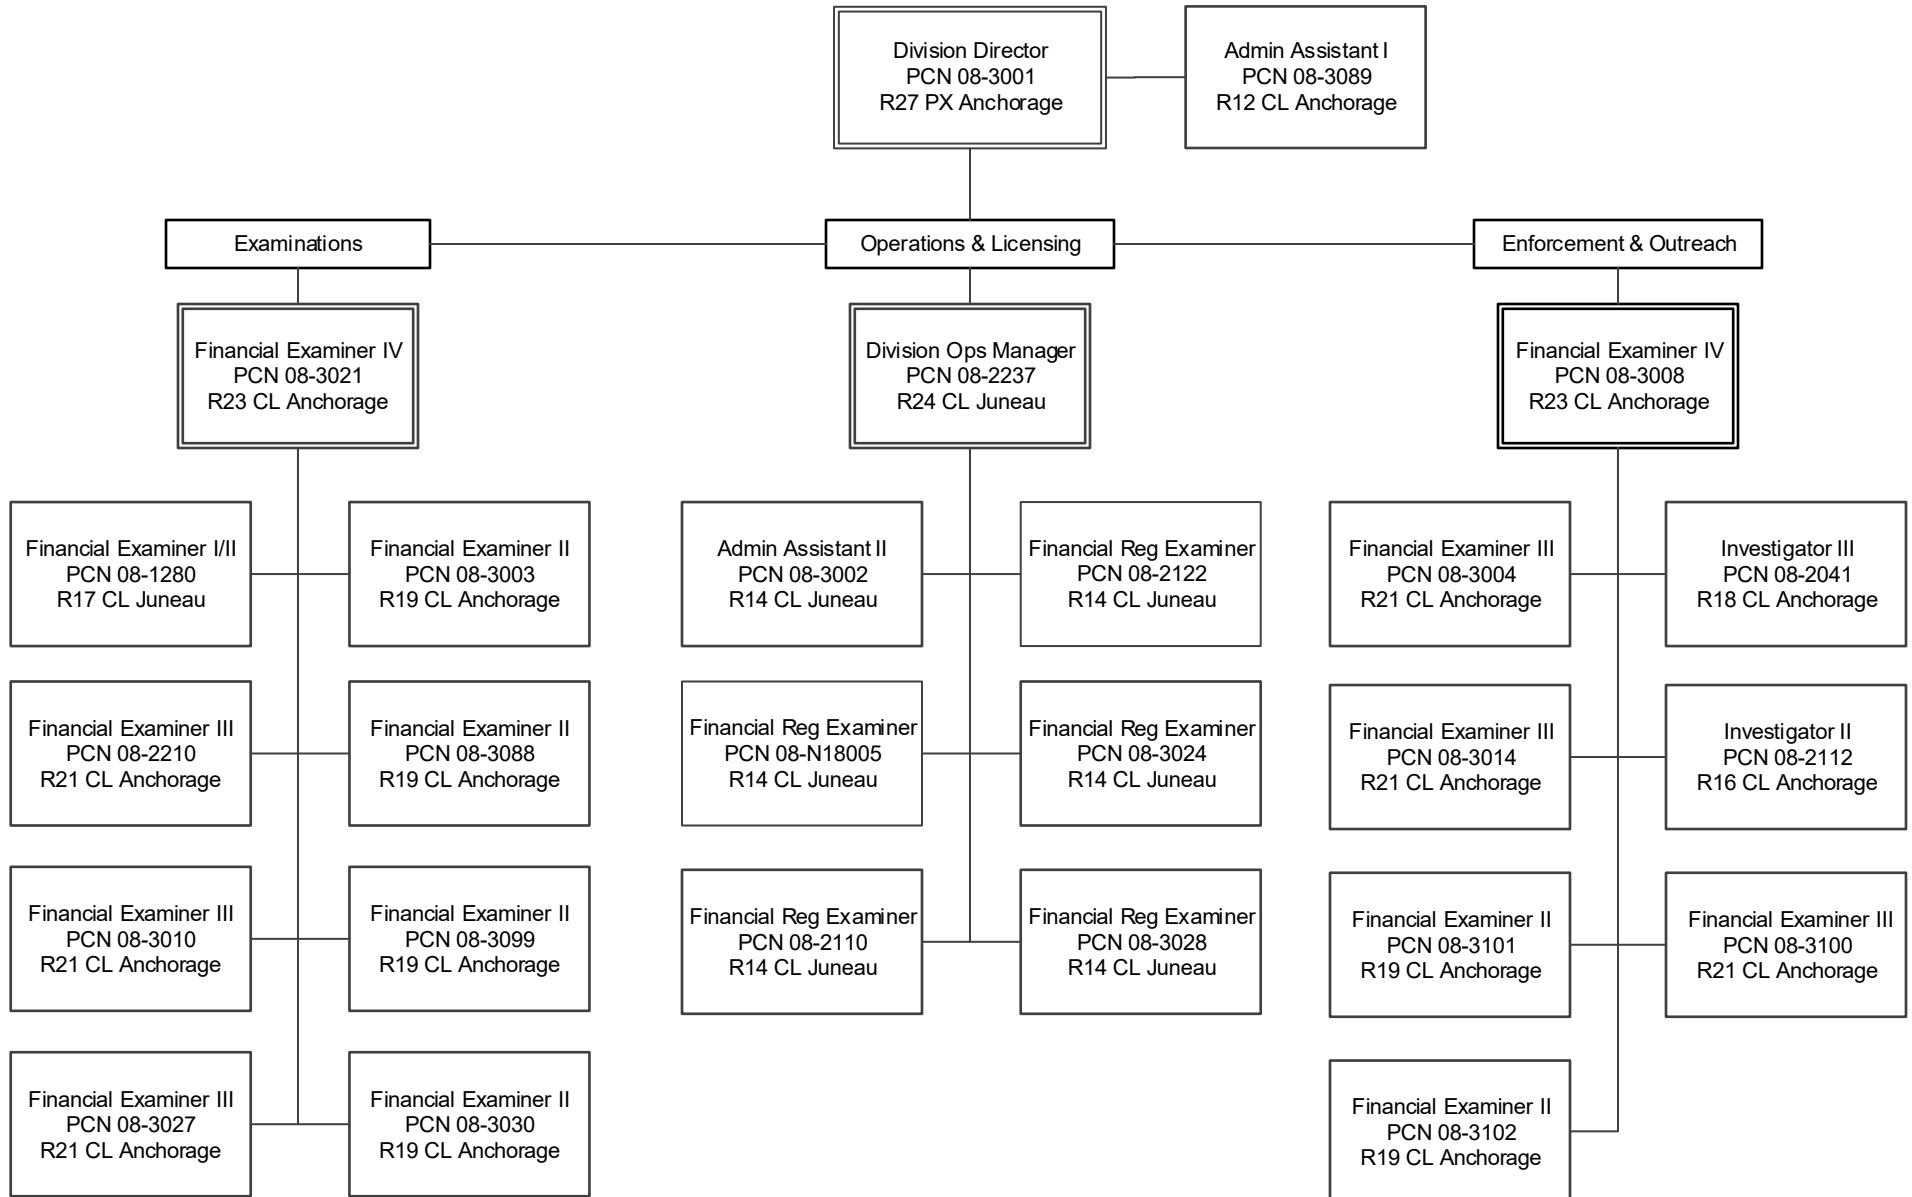 Division Director
PCN 08-3001
R27 PX Anchorage
Admin Assistant I
PCN 08-3089
R12 CL Anchorage
Examinations
Operations & Licensing
Enforcement & Outreach
Financial Examiner IV
PCN 08-3021
R23 CL Anchorage
Division Ops Manager
PCN 08-2237
R24 CL Juneau
Financial Examiner IV
PCN 08-3008
R23 CL Anchorage
Financial Examiner I/II
PCN 08-1280
R17 CL Juneau
Financial Examiner II
PCN 08-3003
R19 CL Anchorage
Admin Assistant II
PCN 08-3002
R14 CL Juneau
Financial Reg Examiner
PCN 08-2122
R14 CL Juneau
Financial Examiner III
PCN 08-3004
R21 CL Anchorage
Investigator III
PCN 08-2041
R18 CL Anchorage
Financial Examiner III
PCN 08-2210
R21 CL Anchorage
Financial Examiner II
PCN 08-3088
R19 CL Anchorage
Financial Reg Examiner
PCN 08-N18005
R14 CL Juneau
Financial Reg Examiner
PCN 08-3024
R14 CL Juneau
Financial Examiner III
PCN 08-3014
R21 CL Anchorage
Investigator II
PCN 08-2112
R16 CL Anchorage
Financial Examiner III
PCN 08-3010
R21 CL Anchorage
Financial Examiner II
PCN 08-3099
R19 CL Anchorage
Financial Reg Examiner
PCN 08-2110
R14 CL Juneau
Financial Reg Examiner
PCN 08-3028
R14 CL Juneau
Financial Examiner II
PCN 08-3101
R19 CL Anchorage
Financial Examiner III
PCN 08-3100
R21 CL Anchorage
Financial Examiner III
PCN 08-3027
R21 CL Anchorage
Financial Examiner II
PCN 08-3030
R19 CL Anchorage
Financial Examiner II
PCN 08-3102
R19 CL Anchorage